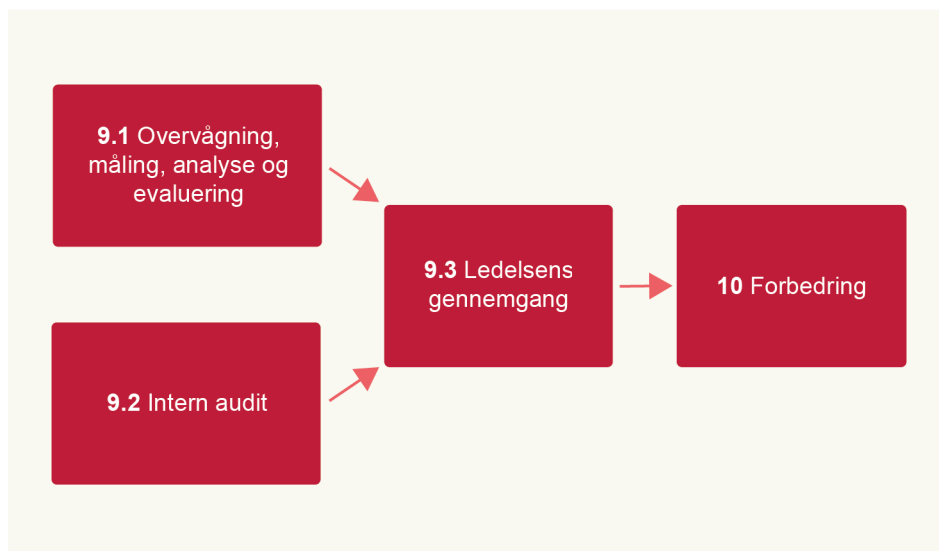 9.1 Overvågning,
måling, analyse og
evaluering
9.2 Intern audit
9.3 Ledelsens
gennemgang
10 Forbedring